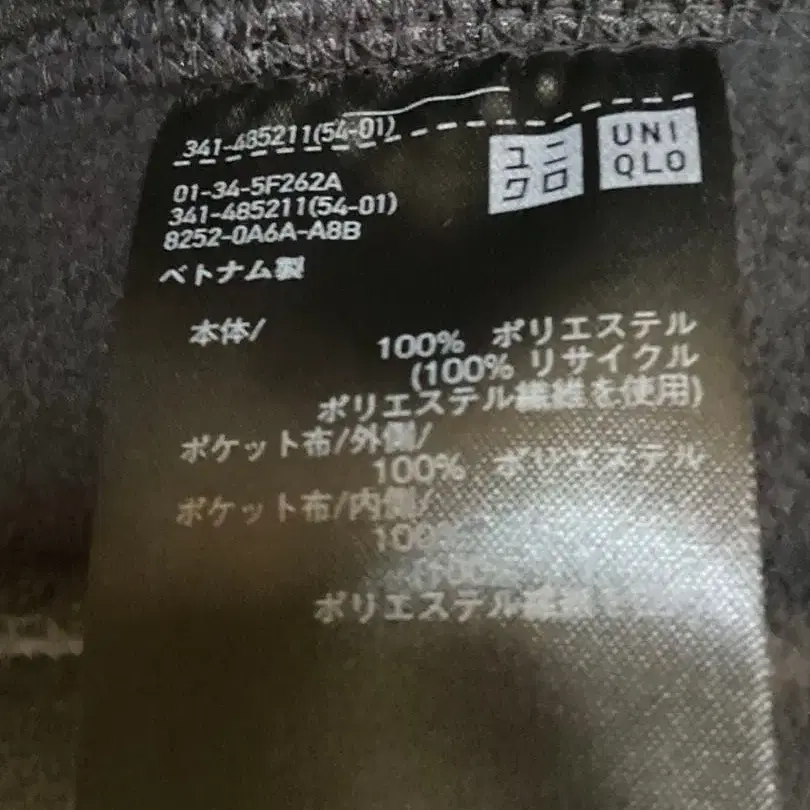 341-485211(54-01)
ユニ
クロ
UNI
QLO
01-34-5F262A
341-485211(54-01)
8252-0A6A-A8B
ベトナム製
本体/
100% ポリエステル
(100% リサイクル
ポリエステル繊維を使用)
ポケット布/外側/
100% ポリエステル
ポケット布/内側/
100%
(100%
ポリエステル繊維